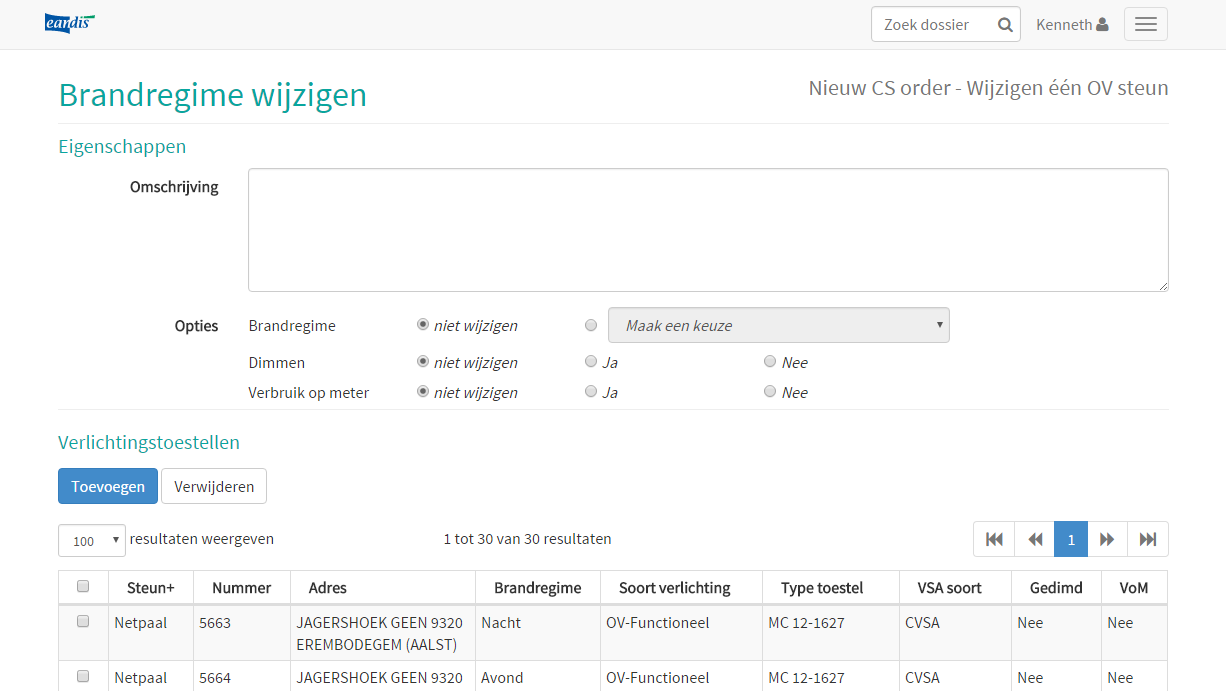 eandis
Zoek dossier
Kenneth
Brandregime wijzigen
Nieuw CS order - Wijzigen één OV steun
Eigenschappen
Omschrijving
Opties
Brandregime niet wijzigen Maak een keuze
Dimmen niet wijzigen Ja Nee
Verbruik op meter niet wijzigen Ja Nee
Verlichtingstoestellen
Toevoegen Verwijderen
100 resultaten weergeven 1 tot 30 van 30 resultaten 1
Steun+ Nummer Adres Brandregime Soort verlichting Type toestel VSA soort Gedimd VoM
Netpaal 5663 JAGERSHOEK GEEN 9320 Nacht OV-Functioneel MC 12-1627 CVSA Nee Nee
EREMBODEGEM (AALST)
Netpaal 5664 JAGERSHOEK GEEN 9320 Avond OV-Functioneel MC 12-1627 CVSA Nee Nee